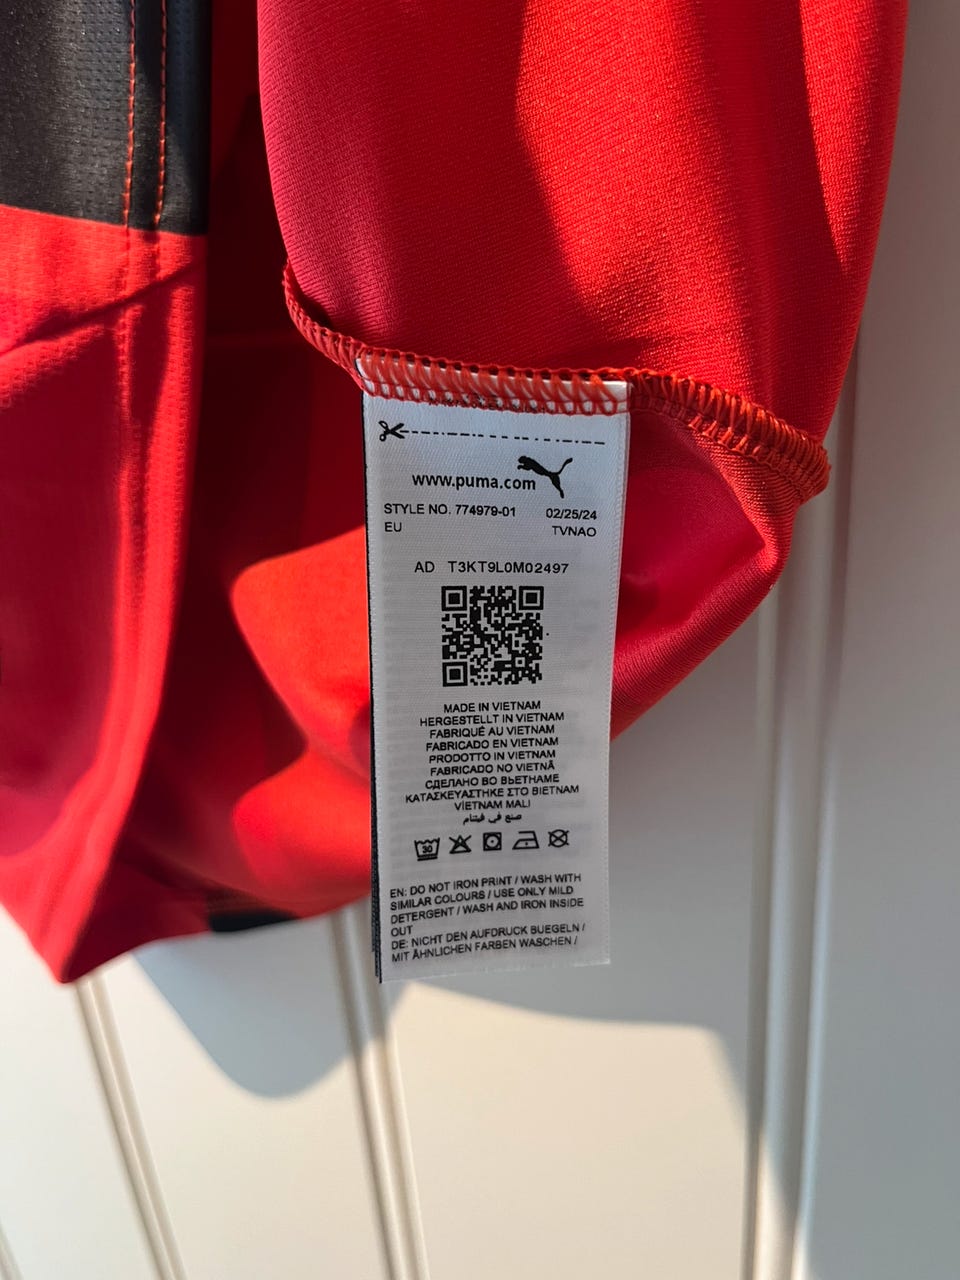 www.puma.com
STYLE NO. 774979-01 02/25/24
EU TVNAO
AD T3KT9L0M02497
MADE IN VIETNAM
HERGESTELLT IN VIETNAM
FABRIQUÉ AU VIETNAM
FABRICADO EN VIETNAM
PRODOTTO IN VIETNAM
FABRICADO NO VIETNÃ
СДЕЛАНО ВО ВЬЕТНАМЕ
ΚΑΤΑΣΚΕΥΑΣΤΗΚΕ ΣΤΟ ΒΙΕΤΝΑΜ
VİETNAM MALI
صنع في فيتنام
30
EN: DO NOT IRON PRINT / WASH WITH
SIMILAR COLOURS / USE ONLY MILD
DETERGENT / WASH AND IRON INSIDE
OUT
DE: NICHT DEN AUFDRUCK BUEGELN /
MIT ÄHNLICHEN FARBEN WASCHEN /